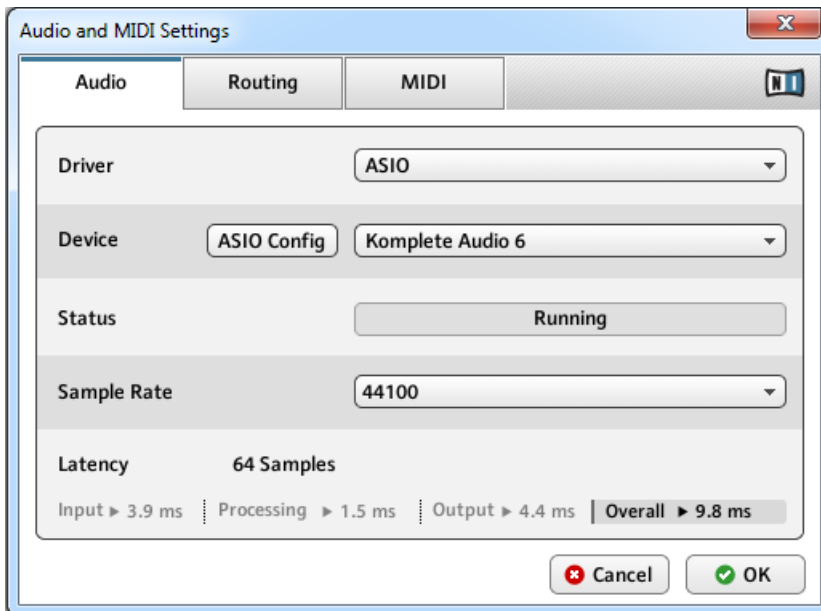 Audio and MIDI Settings
Audio Routing MIDI NI
Driver ASIO
Device ASIO Config Komplete Audio 6
Status Running
Sample Rate 44100
Latency 64 Samples
Input ▸ 3.9 ms Processing ▸ 1.5 ms Output ▸ 4.4 ms Overall ▸ 9.8 ms
Cancel OK